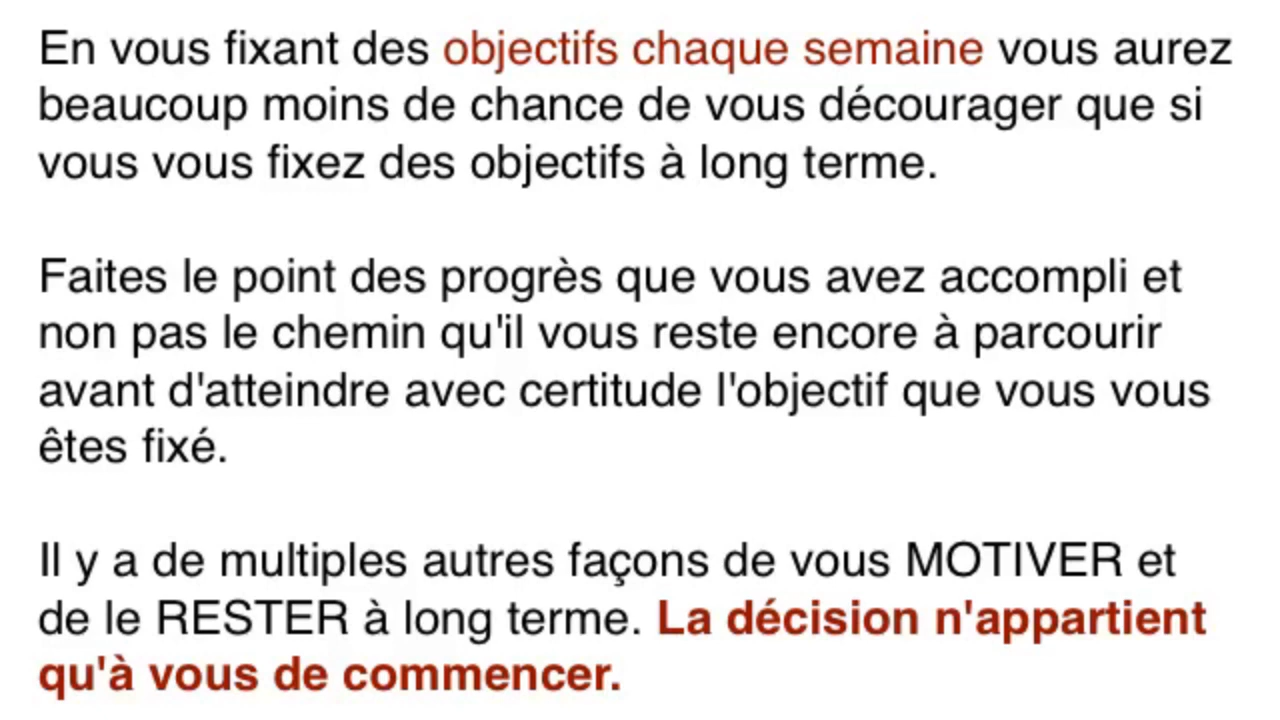 En vous fixant des objectifs chaque semaine vous aurez
beaucoup moins de chance de vous décourager que si
vous vous fixez des objectifs à long terme.
Faites le point des progrès que vous avez accompli et
non pas le chemin qu'il vous reste encore à parcourir
avant d'atteindre avec certitude l'objectif que vous vous
êtes fixé.
Il y a de multiples autres façons de vous MOTIVER et
de le RESTER à long terme. La décision n'appartient
qu'à vous de commencer.